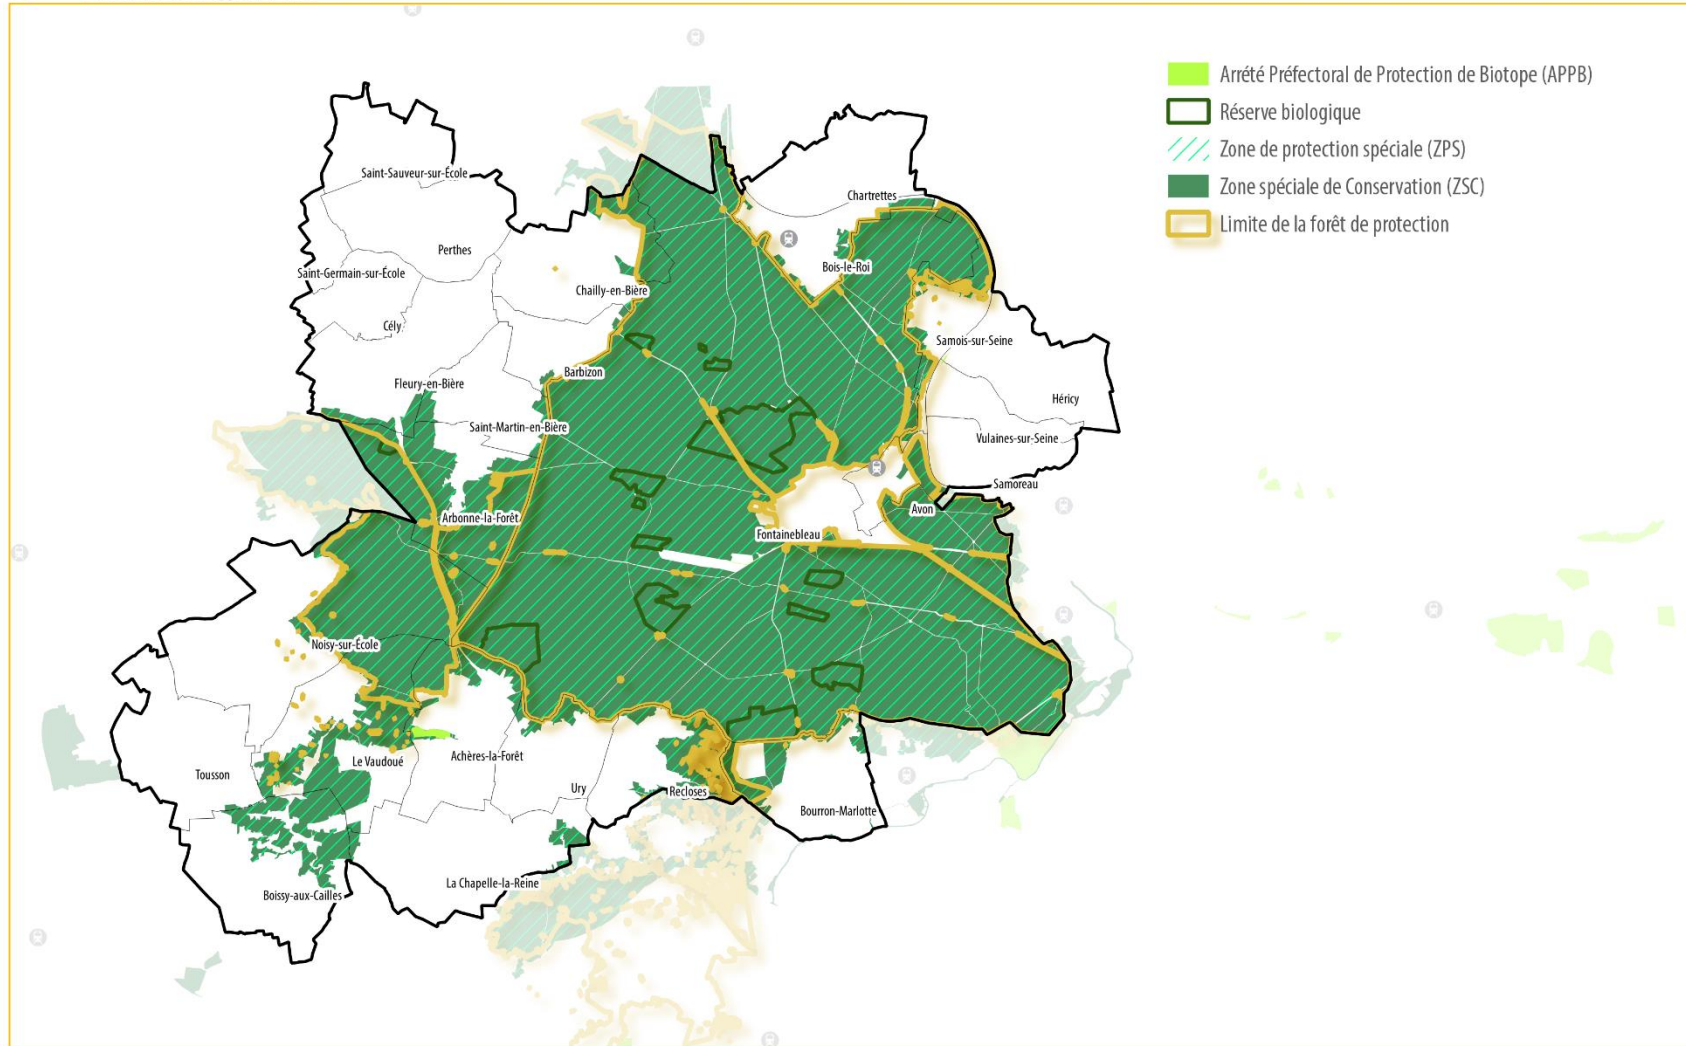 Arrété Préfectoral de Protection de Biotope (APPB)
Réserve biologique
Zone de protection spéciale (ZPS)
Zone spéciale de Conservation (ZSC)
Limite de la forêt de protection
Saint-Sauveur-sur-École
Chartrettes
Perthes
Bois-le-Roi
Saint-Germain-sur-École
Chailly-en-Bière
Cély
Samois-sur-Seine
Barbizon
Fleury-en-Bière
Héricy
Saint-Martin-en-Bière
Vulaines-sur-Seine
Samoreau
Avon
Arbonne-la-Forêt
Fontainebleau
Noisy-sur-École
Achères-la-Forêt
Le Vaudoué
Tousson
Ury
Recloses
Bourron-Marlotte
La Chapelle-la-Reine
Boissy-aux-Cailles